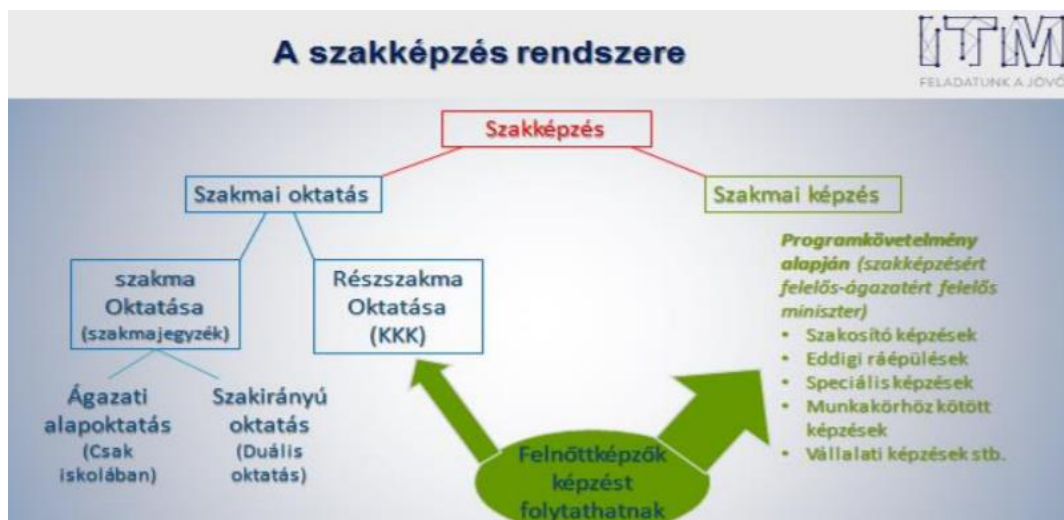 A szakképzés rendszere
ITM
FELADATUNK A JÖVŐ
Szakképzés
Szakmai oktatás
Szakmai képzés
szakma
Oktatása
(szakmajegyzék)
Részszakma
Oktatása
(KKK)
Ágazati
alapoktatás
(Csak
iskolában)
Szakirányú
oktatás
(Duális
oktatás)
Programkövetelmény
alapján (szakképzésért
felelős-ágazatért felelős
miniszter)
• Szakosító képzések
• Eddigi ráépülések
• Speciális képzések
• Munkakörhöz kötött
képzések
• Vállalati képzések stb.
Felnőttképzők
képzést
folytathatnak